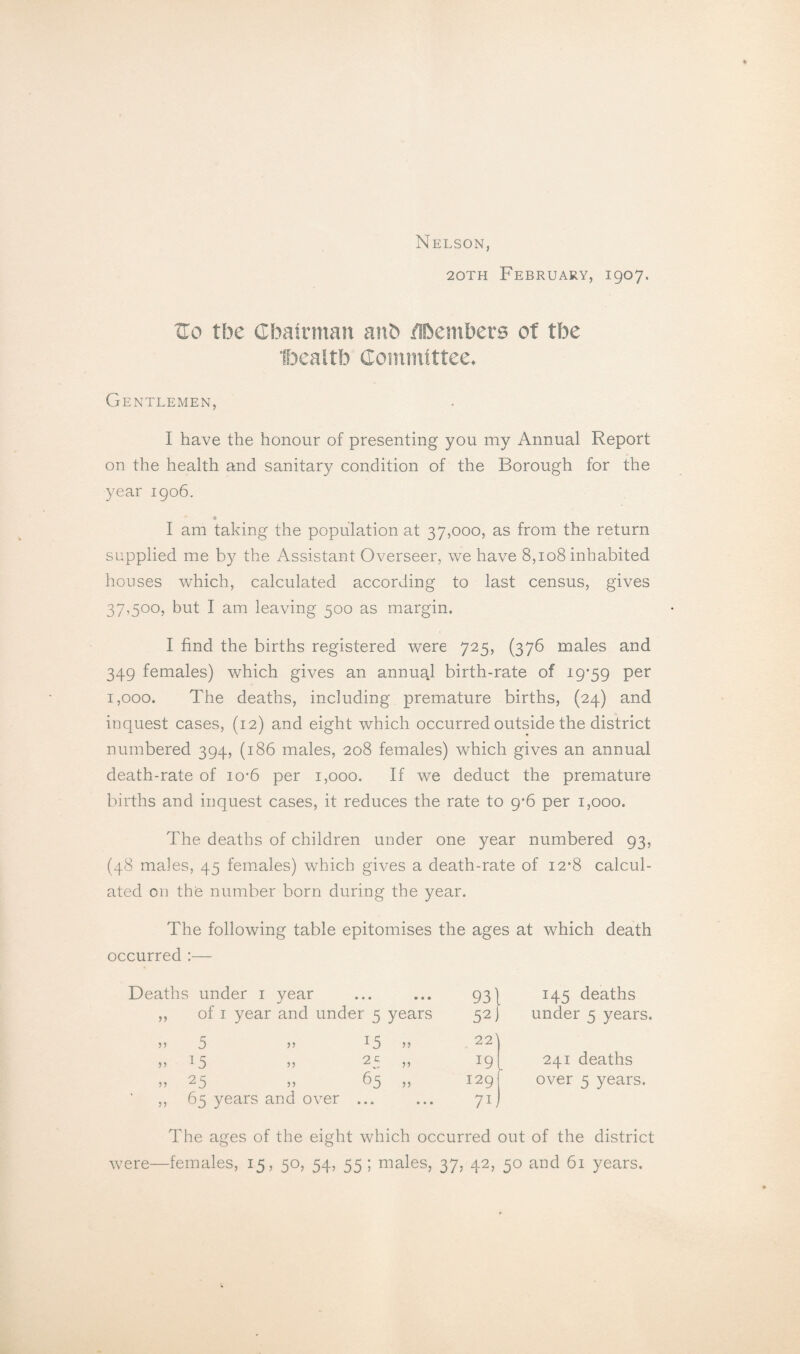 Nelson,
20th February, 1907.
To the Chairman and Members of the
Health Committee.
Gentlemen,
I have the honour of presenting you my Annual Report
on the health and sanitary condition of the Borough for the
year 1906.
I am taking the population at 37,000, as from the return
supplied me by the Assistant Overseer, we have 8,108 inhabited
houses which, calculated according to last census, gives
37,500, but I am leaving 500 as margin.
I find the births registered were 725, (376 males and
349 females) which gives an annual birth-rate of 19·59 per
1,000. The deaths, including premature births, (24) and
inquest cases, (12) and eight which occurred outside the district
numbered 394, (186 males, 208 females) which gives an annual
death-rate of 10·6 per 1,000. If we deduct the premature
births and inquest cases, it reduces the rate to 9·6 per 1,000.
The deaths of children under one year numbered 93,
(48 males, 45 females) which gives a death-rate of 12·8 calcul-
ated on the number born during the year.
The following table epitomises the ages at which death
occurred :—
Deaths under 1 year ... ... 93} 145 deaths
„ of 1 year and under 5 years 52} under 5 years.
„ 5 „ 15 „ 22}
„ 15 „ 25 „ 19} 241 deaths
„ 25 „ 65 „ 129} over 5 years.
„ 65 years and over ... ... 71}
The ages of the eight which occurred out of the district
were—females, 15, 50, 54, 55; males, 37, 42, 50 and 61 years.